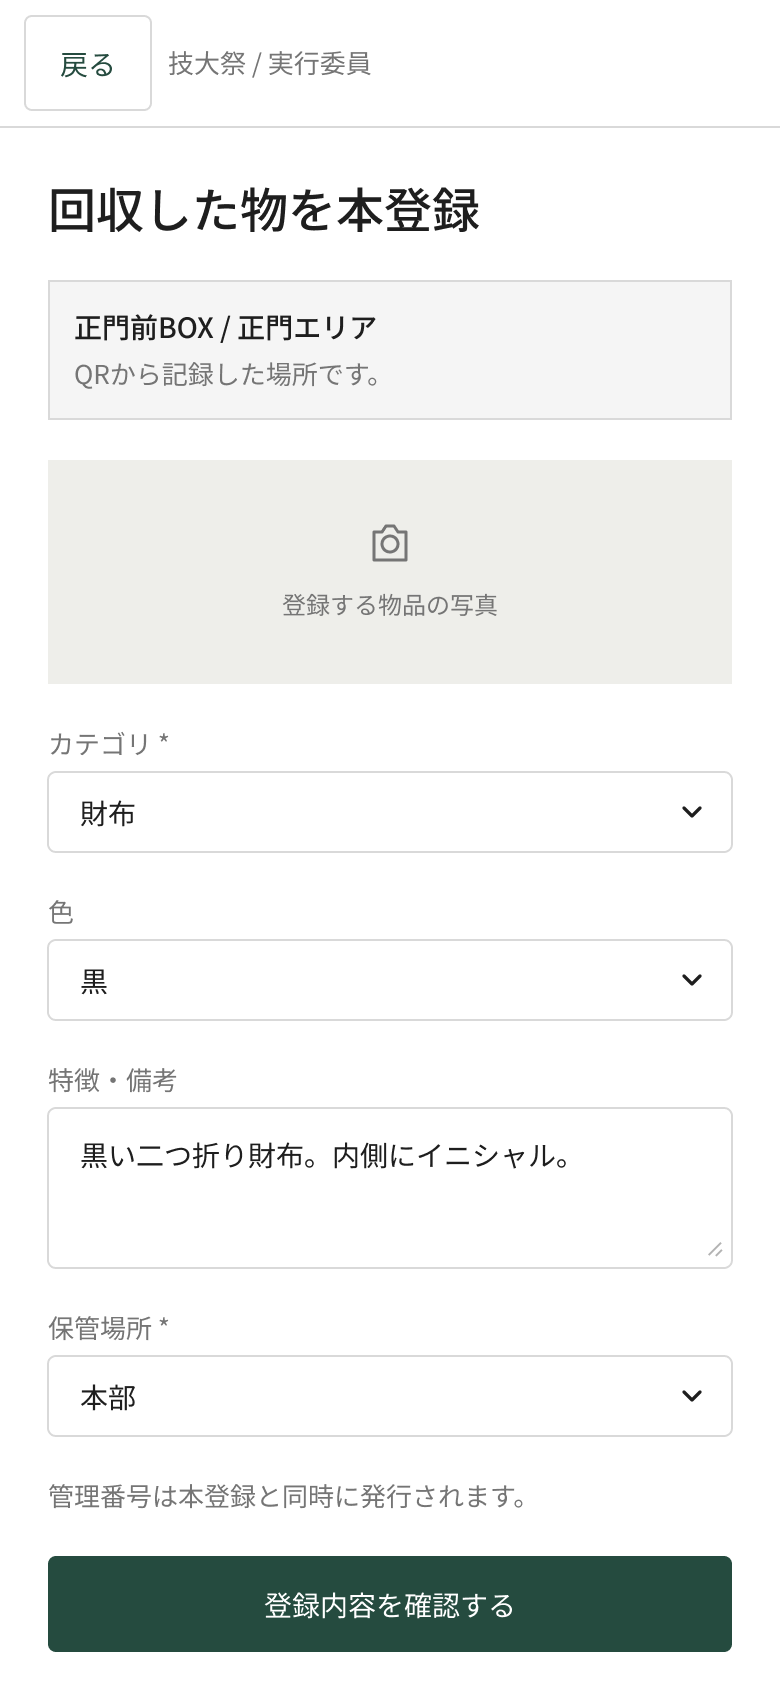 戻る 技大祭 / 実行委員
回収した物を本登録
正門前BOX / 正門エリア
QRから記録した場所です。
登録する物品の写真
カテゴリ *
財布
色
黒
特徴・備考
黒い二つ折り財布。内側にイニシャル。
保管場所 *
本部
管理番号は本登録と同時に発行されます。
登録内容を確認する